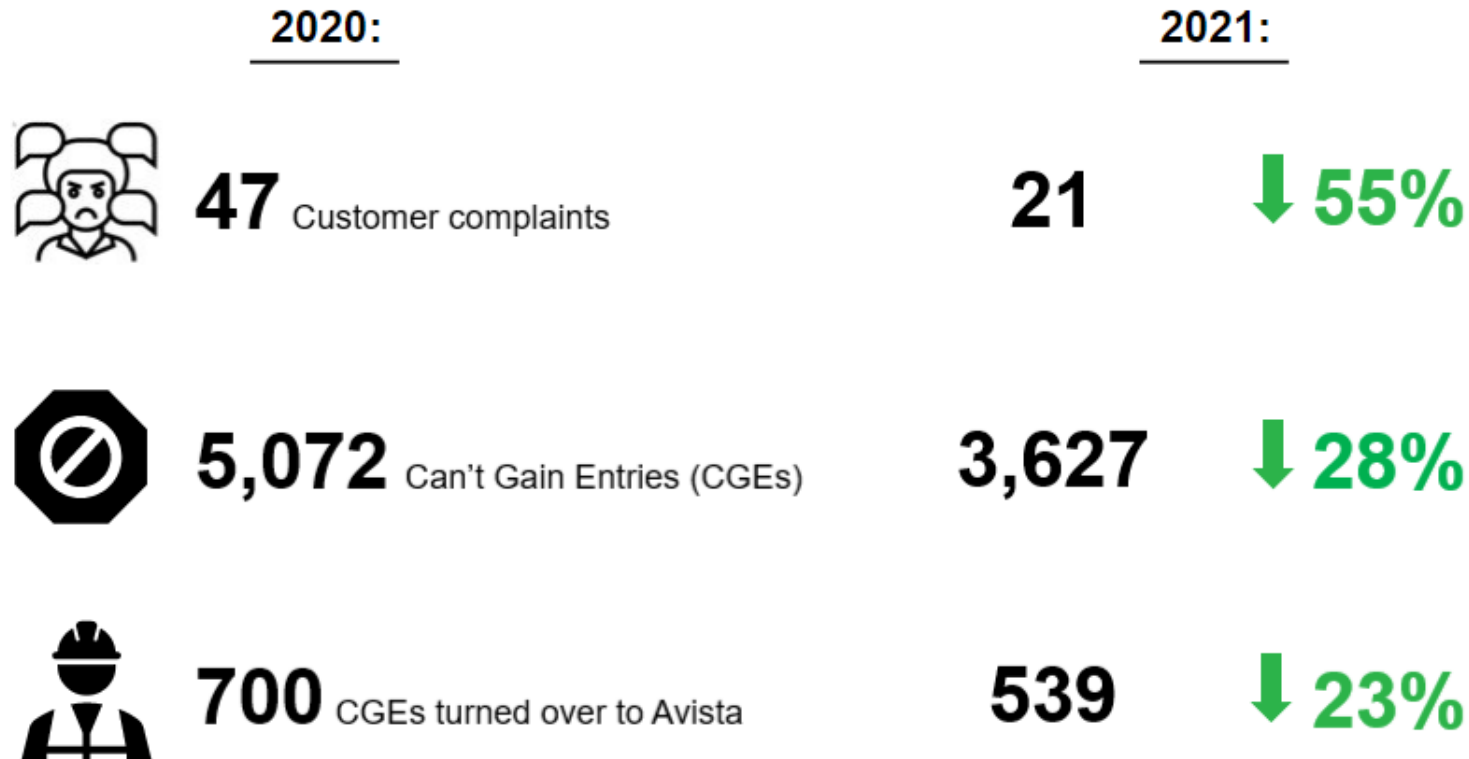 2020:
2021:
47 Customer complaints
21
55%
5,072 Can't Gain Entries (CGEs)
3,627
28%
700 CGEs turned over to Avista
539
23%